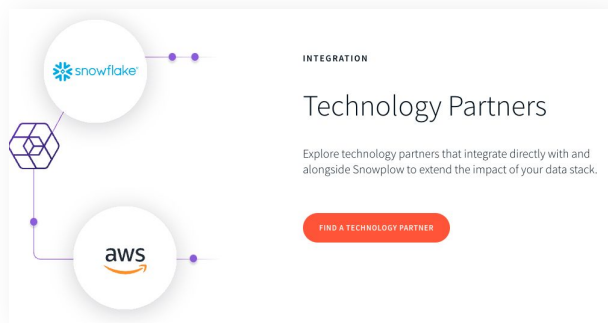 snowflake®
INTEGRATION
Technology Partners
Explore technology partners that integrate directly with and
alongside Snowplow to extend the impact of your data stack.
FIND A TECHNOLOGY PARTNER
aws